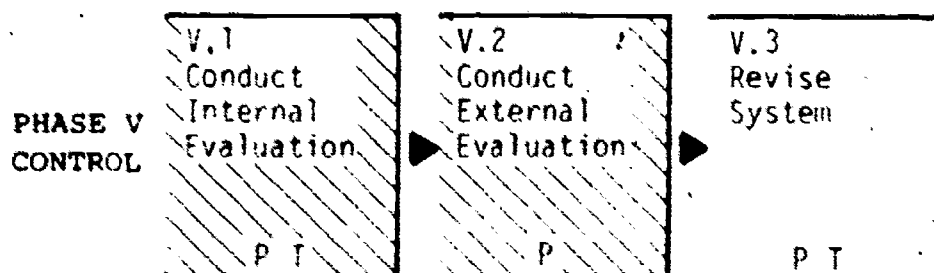 PHASE V
CONTROL
V.1
Conduct
Internal
Evaluation
P T
V.2
Conduct
External
Evaluation
P
V.3
Revise
System
P T